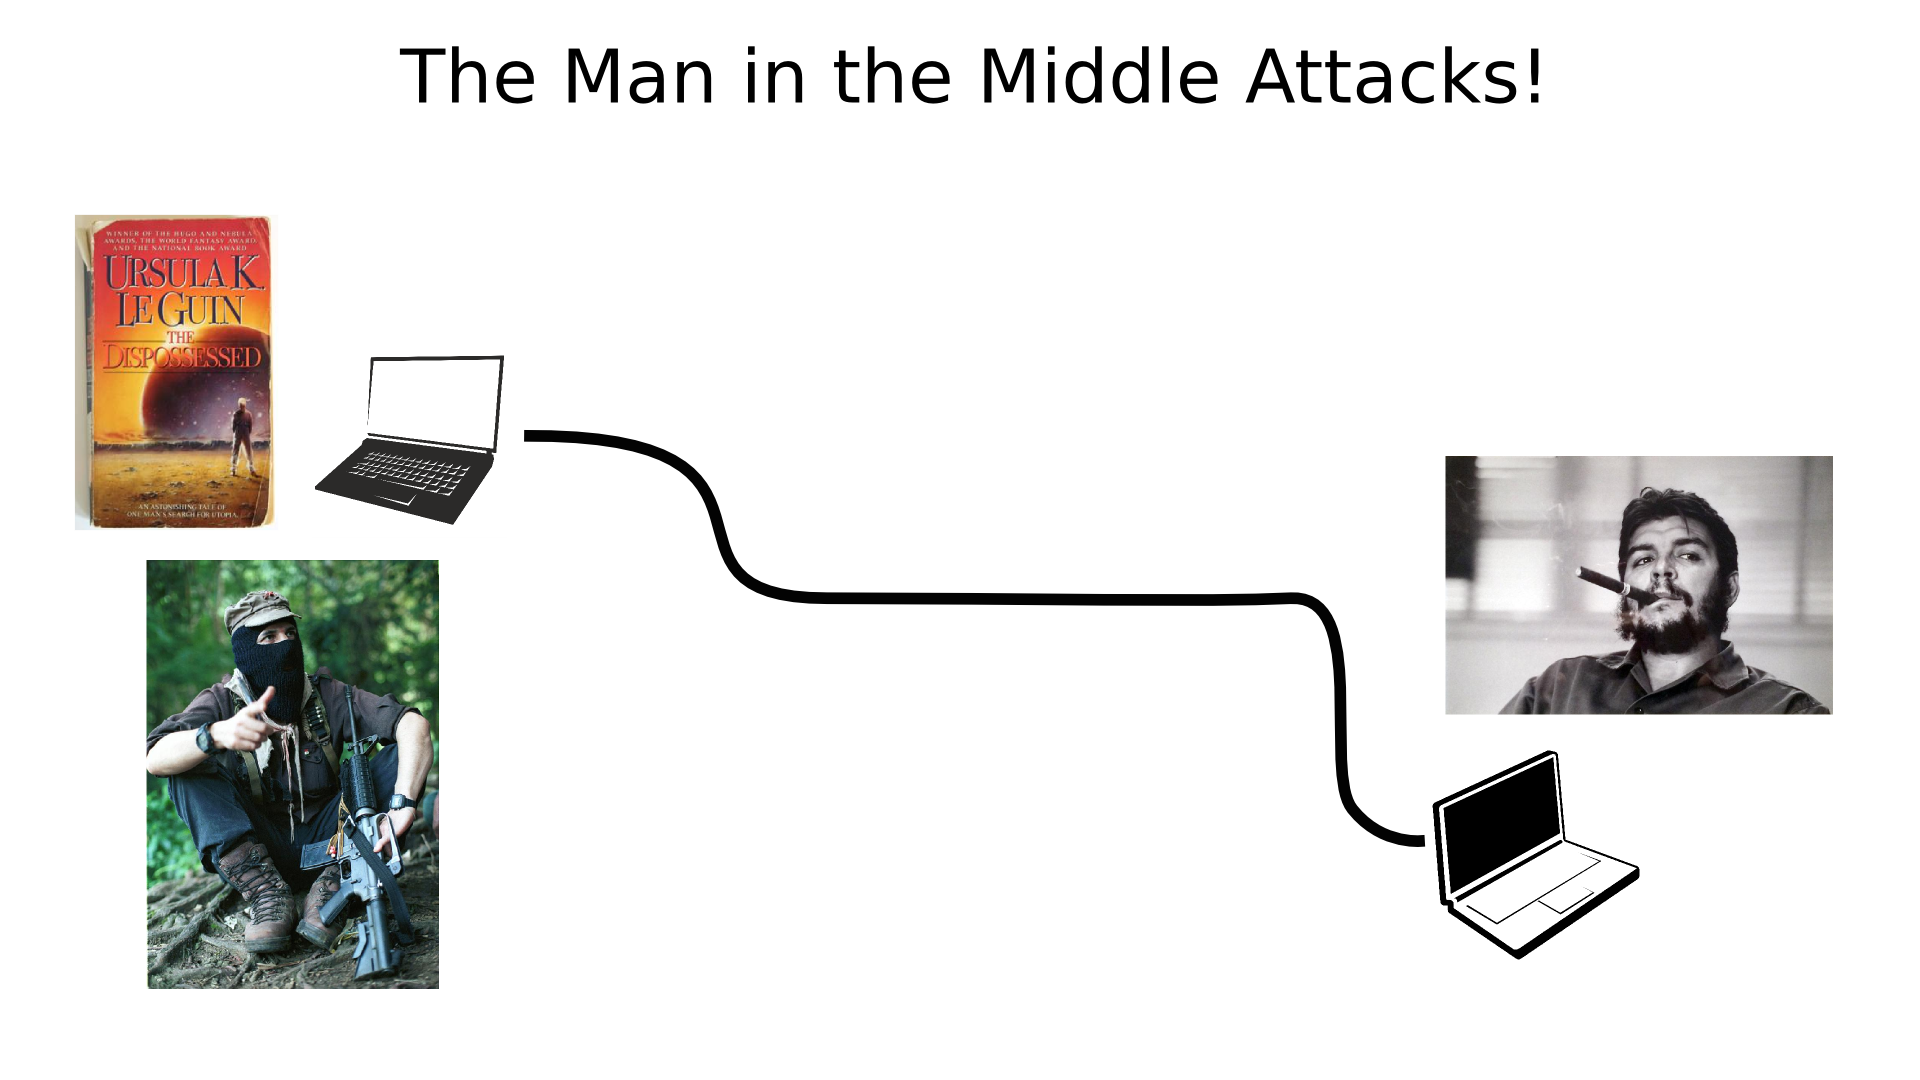 The Man in the Middle Attacks!
WINNER OF THE HUGO AND NEBULA
AWARDS, THE WORLD FANTASY AWARD
AND THE NATIONAL BOOK AWARD
URSULA K.
LE GUIN
THE
DISPOSSESSED
AN ASTONISHING TALE OF
ONE MAN'S SEARCH FOR UTOPIA.